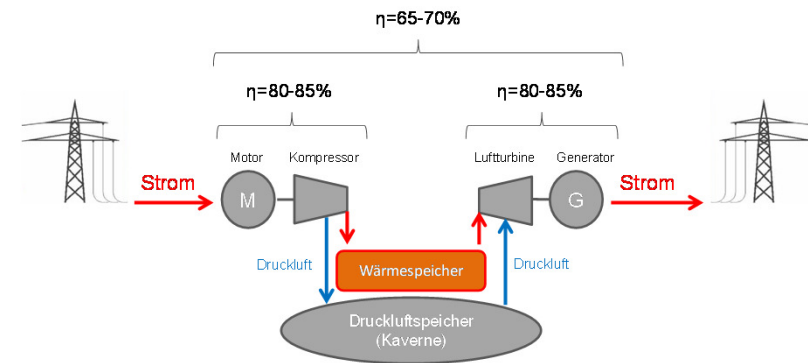 η=65-70%
η=80-85%
η=80-85%
Motor
Kompressor
Luftturbine
Generator
Strom
M
G
Strom
Druckluft
Wärmespeicher
Druckluft
Druckluftspeicher
(Kaverne)